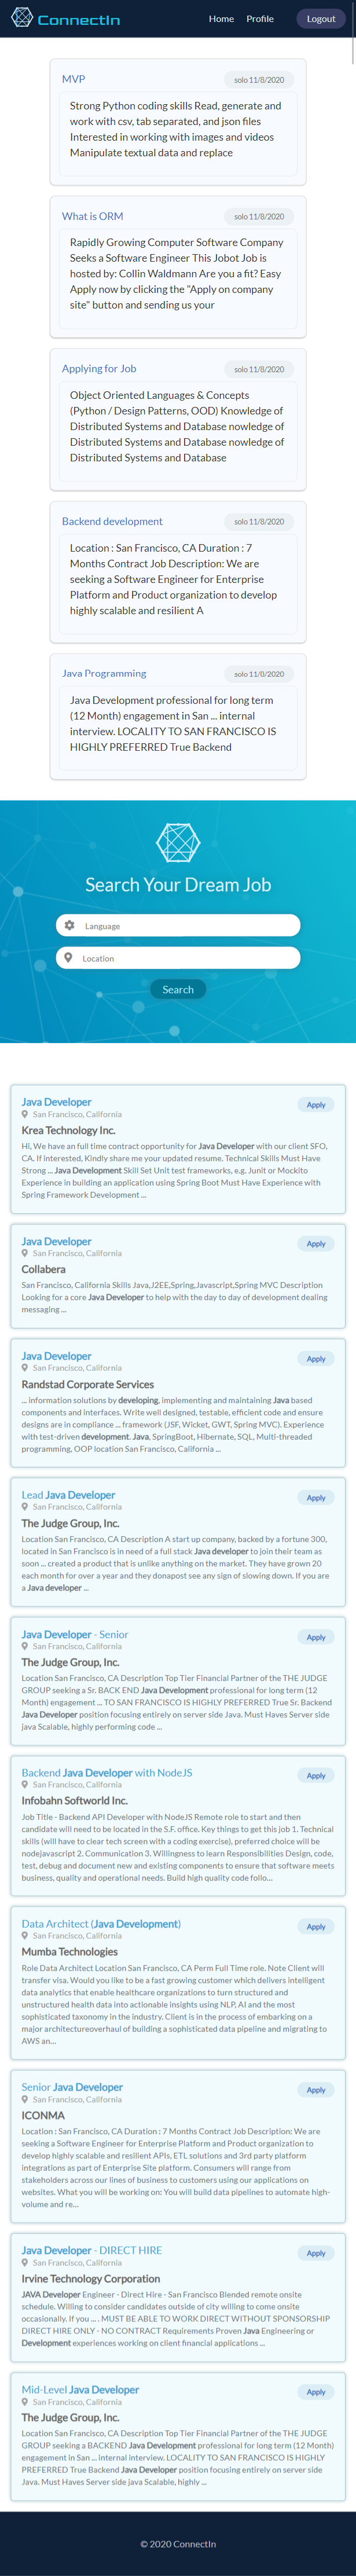 ConnectIn
Home Profile Logout
MVP
solo 11/8/2020
Strong Python coding skills Read, generate and
work with csv, tab separated, and json files
Interested in working with images and videos
Manipulate textual data and replace
What is ORM
solo 11/8/2020
Rapidly Growing Computer Software Company
Seeks a Software Engineer This Jobot Job is
hosted by: Collin Waldmann Are you a fit? Easy
Apply now by clicking the "Apply on company
site" button and sending us your
Applying for Job
solo 11/8/2020
Object Oriented Languages & Concepts
(Python / Design Patterns, OOD) Knowledge of
Distributed Systems and Database nowledge of
Distributed Systems and Database nowledge of
Distributed Systems and Database
Backend development
solo 11/8/2020
Location : San Francisco, CA Duration : 7
Months Contract Job Description: We are
seeking a Software Engineer for Enterprise
Platform and Product organization to develop
highly scalable and resilient A
Java Programming
solo 11/8/2020
Java Development professional for long term
(12 Month) engagement in San ... internal
interview. LOCALITY TO SAN FRANCISCO IS
HIGHLY PREFERRED True Backend
Search Your Dream Job
Language
Location
Search
Java Developer
Apply
San Francisco, California
Krea Technology Inc.
Hi, We have an full time contract opportunity for Java Developer with our client SFO,
CA. If interested, Kindly share me your updated resume. Technical Skills Must Have
Strong ... Java Development Skill Set Unit test frameworks, e.g. Junit or Mockito
Experience in building an application using Spring Boot Must Have Experience with
Spring Framework Development ...
Java Developer
Apply
San Francisco, California
Collabera
San Francisco, California Skills Java,J2EE,Spring,Javascript,Spring MVC Description
Looking for a core Java Developer to help with the day to day of development dealing
messaging ...
Java Developer
Apply
San Francisco, California
Randstad Corporate Services
... information solutions by developing, implementing and maintaining Java based
components and interfaces. Write well designed, testable, efficient code and ensure
designs are in compliance ... framework (JSF, Wicket, GWT, Spring MVC). Experience
with test-driven development. Java, SpringBoot, Hibernate, SQL, Multi-threaded
programming, OOP location San Francisco, California ...
Lead Java Developer
Apply
San Francisco, California
The Judge Group, Inc.
Location San Francisco, CA Description A start up company, backed by a fortune 300,
located in San Francisco is in need of a full stack Java developer to join their team as
soon ... created a product that is unlike anything on the market. They have grown 20
each month for over a year and they donapost see any sign of slowing down. If you are
a Java developer ...
Java Developer - Senior
Apply
San Francisco, California
The Judge Group, Inc.
Location San Francisco, CA Description Top Tier Financial Partner of the THE JUDGE
GROUP seeking a Sr. BACK END Java Development professional for long term (12
Month) engagement ... TO SAN FRANCISCO IS HIGHLY PREFERRED True Sr. Backend
Java Developer position focusing entirely on server side Java. Must Haves Server side
java Scalable, highly performing code ...
Backend Java Developer with NodeJS
Apply
San Francisco, California
Infobahn Softworld Inc.
Job Title - Backend API Developer with NodeJS Remote role to start and then
candidate will need to be located in the S.F. office. Key things to get this job 1. Technical
skills (will have to clear tech screen with a coding exercise), preferred choice will be
nodejavascript 2. Communication 3. Willingness to learn Responsibilities Design, code,
test, debug and document new and existing components to ensure that software meets
business, quality and operational needs. Build high quality code follo...
Data Architect (Java Development)
Apply
San Francisco, California
Mumba Technologies
Role Data Architect Location San Francisco, CA Perm Full Time role. Note Client will
transfer visa. Would you like to be a fast growing customer which delivers intelligent
data analytics that enable healthcare organizations to turn structured and
unstructured health data into actionable insights using NLP, AI and the most
sophisticated taxonomy in the industry. Client is in the process of embarking on a
major architectureoverhaul of building a sophisticated data pipeline and migrating to
AWS an...
Senior Java Developer
Apply
San Francisco, California
ICONMA
Location : San Francisco, CA Duration : 7 Months Contract Job Description: We are
seeking a Software Engineer for Enterprise Platform and Product organization to
develop highly scalable and resilient APIs, ETL solutions and 3rd party platform
integrations as part of Enterprise Site platform. Consumers will range from
stakeholders across our lines of business to customers using our applications on
websites. What you will be working on: You will build data pipelines to automate high-
volume and re...
Java Developer - DIRECT HIRE
Apply
San Francisco, California
Irvine Technology Corporation
JAVA Developer Engineer - Direct Hire - San Francisco Blended remote onsite
schedule. Willing to consider candidates outside of city willing to come onsite
occasionally. If you ... . MUST BE ABLE TO WORK DIRECT WITHOUT SPONSORSHIP
DIRECT HIRE ONLY - NO CONTRACT Requirements Proven Java Engineering or
Development experiences working on client financial applications ...
Mid-Level Java Developer
Apply
San Francisco, California
The Judge Group, Inc.
Location San Francisco, CA Description Top Tier Financial Partner of the THE JUDGE
GROUP seeking a BACKEND Java Development professional for long term (12 Month)
engagement in San ... internal interview. LOCALITY TO SAN FRANCISCO IS HIGHLY
PREFERRED True Backend Java Developer position focusing entirely on server side
Java. Must Haves Server side java Scalable, highly ...
© 2020 ConnectIn